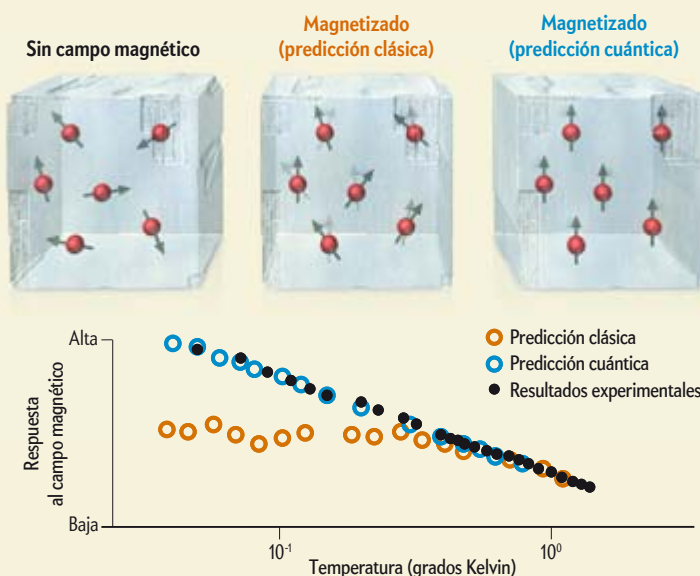 Sin campo magnético
Magnetizado
(predicción clásica)
Magnetizado
(predicción cuántica)
Alta
Respuesta
al campo magnético
Baja
Predicción clásica
Predicción cuántica
Resultados experimentales
10⁻¹
10⁰
Temperatura (grados Kelvin)